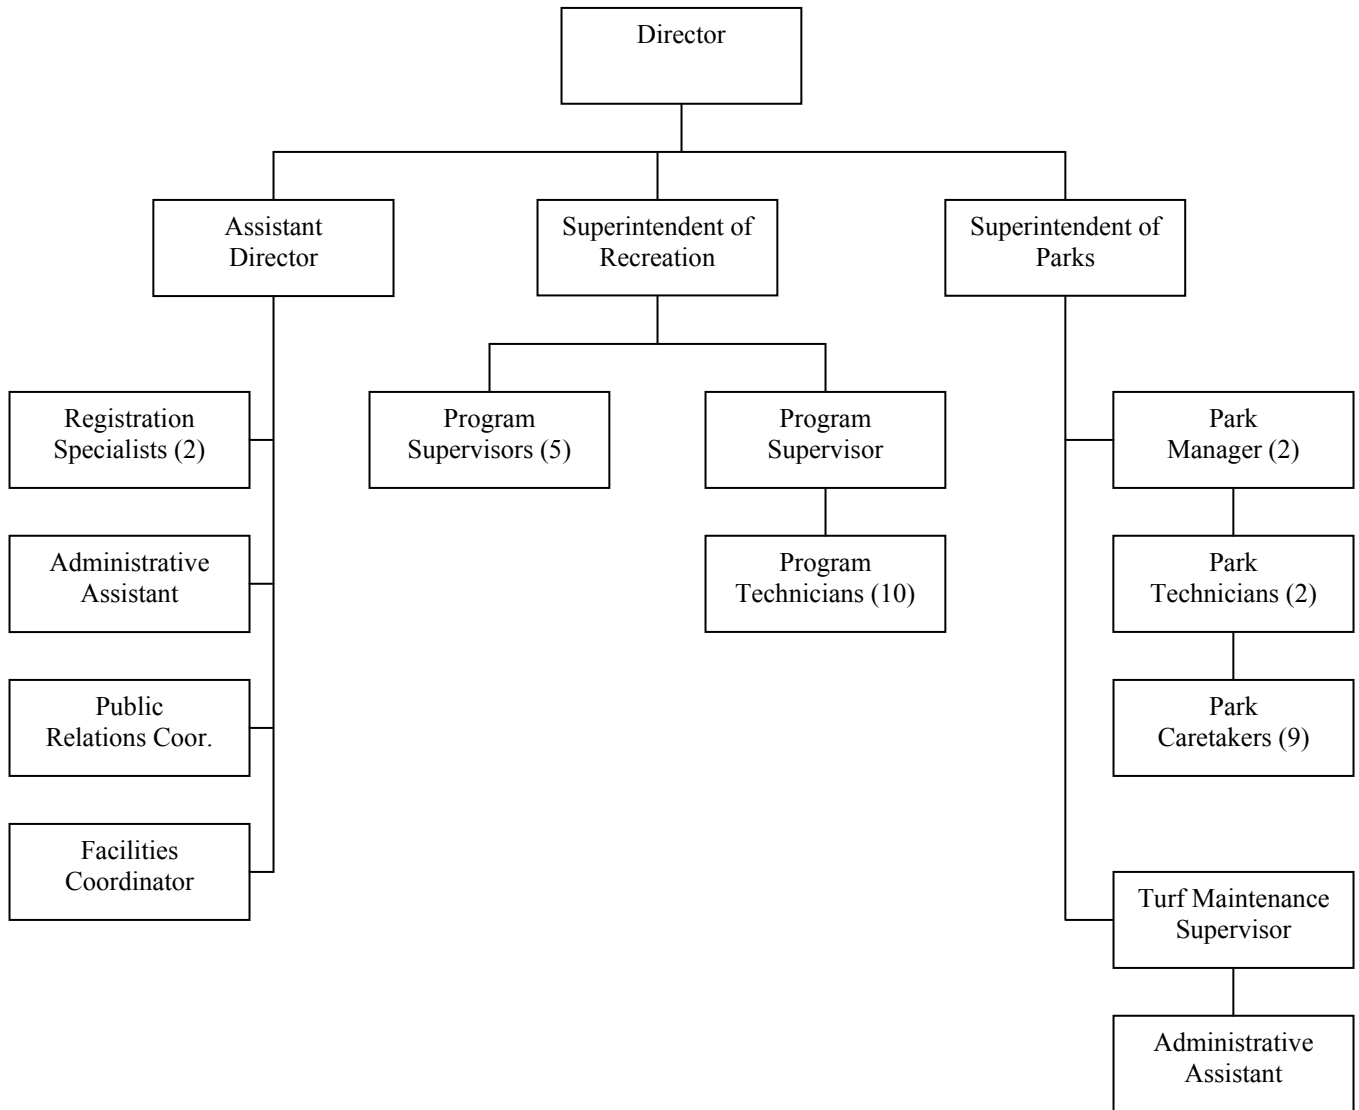 Director
Assistant
Director
Superintendent of
Recreation
Superintendent of
Parks
Registration
Specialists (2)
Program
Supervisors (5)
Program
Supervisor
Park
Manager (2)
Administrative
Assistant
Program
Technicians (10)
Park
Technicians (2)
Public
Relations Coor.
Park
Caretakers (9)
Facilities
Coordinator
Turf Maintenance
Supervisor
Administrative
Assistant